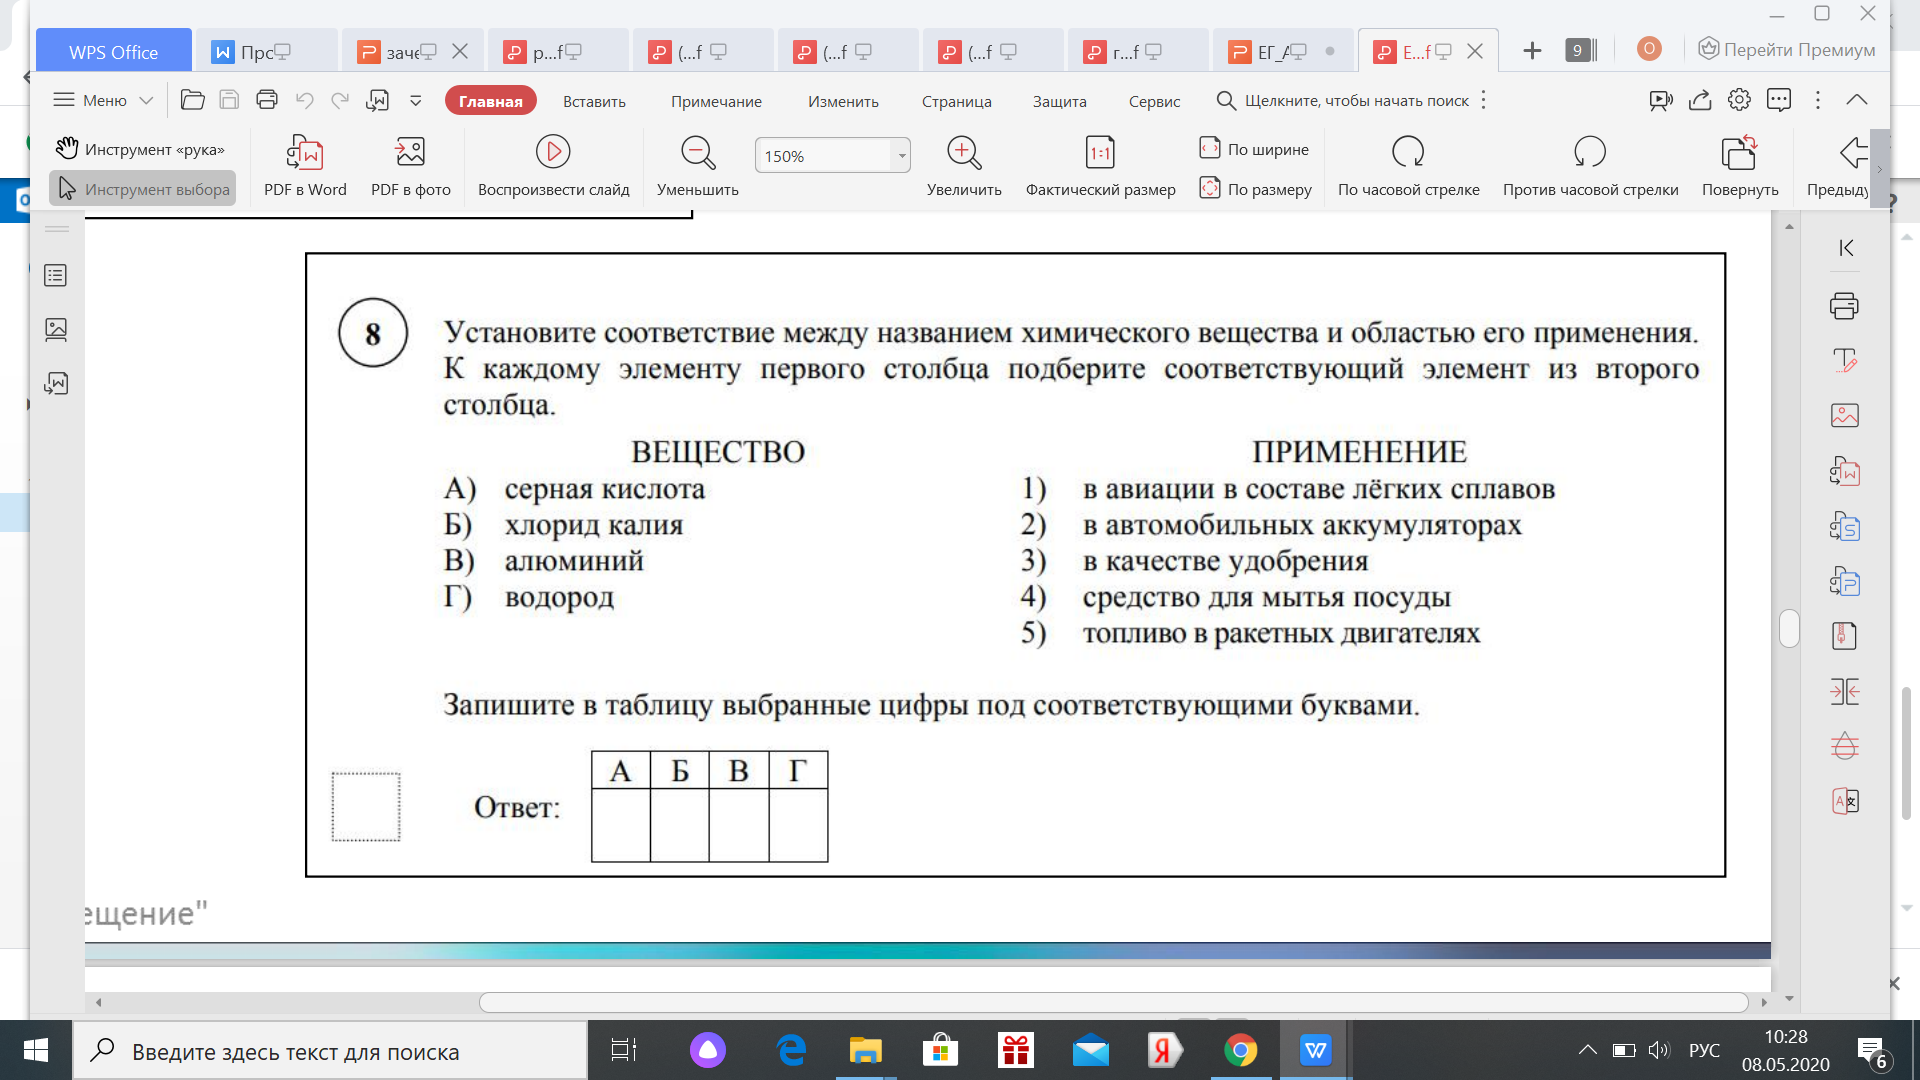 WPS Office
Прс
заче
р...f
(...f
(...f
(...f
г...f
ЕГ_А
E...f
9
О
Перейти Премиум
Меню
Главная
Вставить
Примечание
Изменить
Страница
Защита
Сервис
Щелкните, чтобы начать поиск
Инструмент «рука»
Инструмент выбора
PDF в Word
PDF в фото
Воспроизвести слайд
Уменьшить
150%
Увеличить
1:1
Фактический размер
По ширине
По размеру
По часовой стрелке
Против часовой стрелки
Повернуть
Предыду
8
Установите соответствие между названием химического вещества и областью его применения.
К каждому элементу первого столбца подберите соответствующий элемент из второго
столбца.
ВЕЩЕСТВО
ПРИМЕНЕНИЕ
А) серная кислота
1) в авиации в составе лёгких сплавов
Б) хлорид калия
2) в автомобильных аккумуляторах
В) алюминий
3) в качестве удобрения
Г) водород
4) средство для мытья посуды
5) топливо в ракетных двигателях
Запишите в таблицу выбранные цифры под соответствующими буквами.
А Б В Г
Ответ:
ещение"
Введите здесь текст для поиска
РУС
10:28
08.05.2020
6